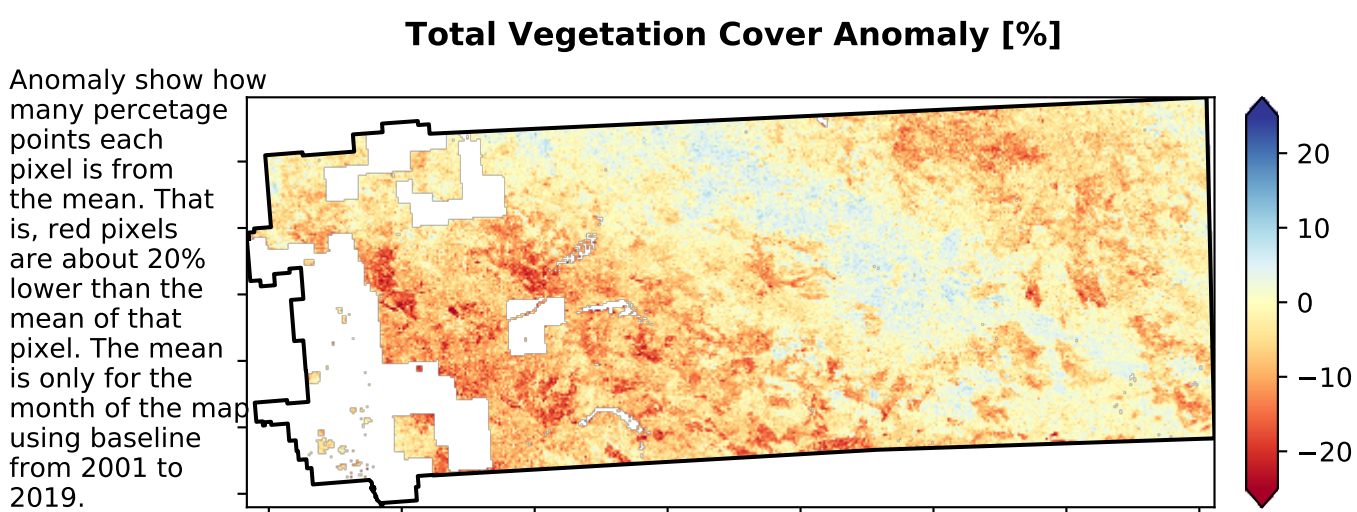 Total Vegetation Cover Anomaly [%]
Anomaly show how
many percetage
points each
pixel is from
the mean. That
is, red pixels
are about 20%
lower than the
mean of that
pixel. The mean
is only for the
month of the map
using baseline
from 2001 to
2019.
20
10
0
−10
−20